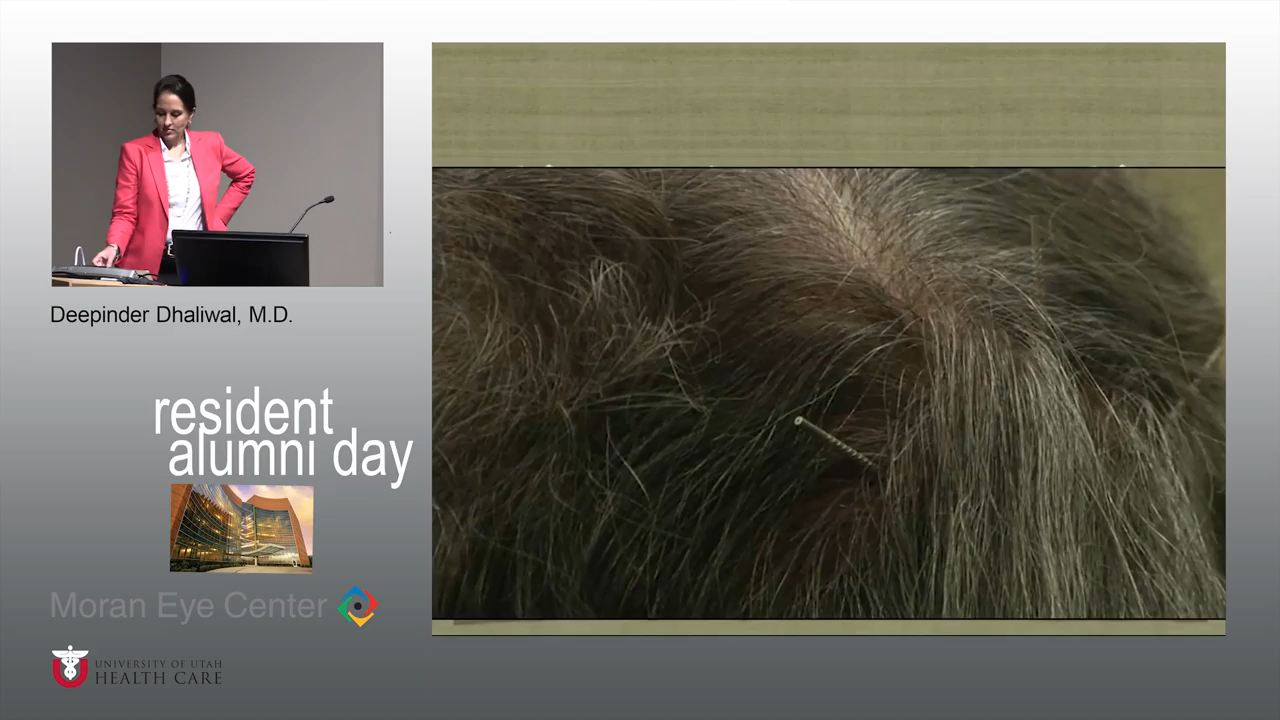 Deepinder Dhaliwal, M.D.
resident
alumni day
Moran Eye Center
UNIVERSITY OF UTAH
HEALTH CARE